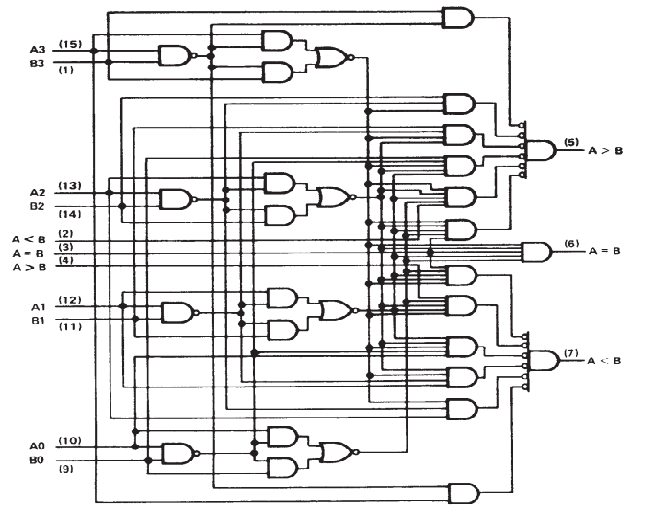 A3 (15)
B3 (1)
A2 (13)
B2 (14)
A < B (2)
A = B (3)
A > B (4)
A1 (12)
B1 (11)
A0 (10)
B0 (9)
(5) A > B
(6) A = B
(7) A < B